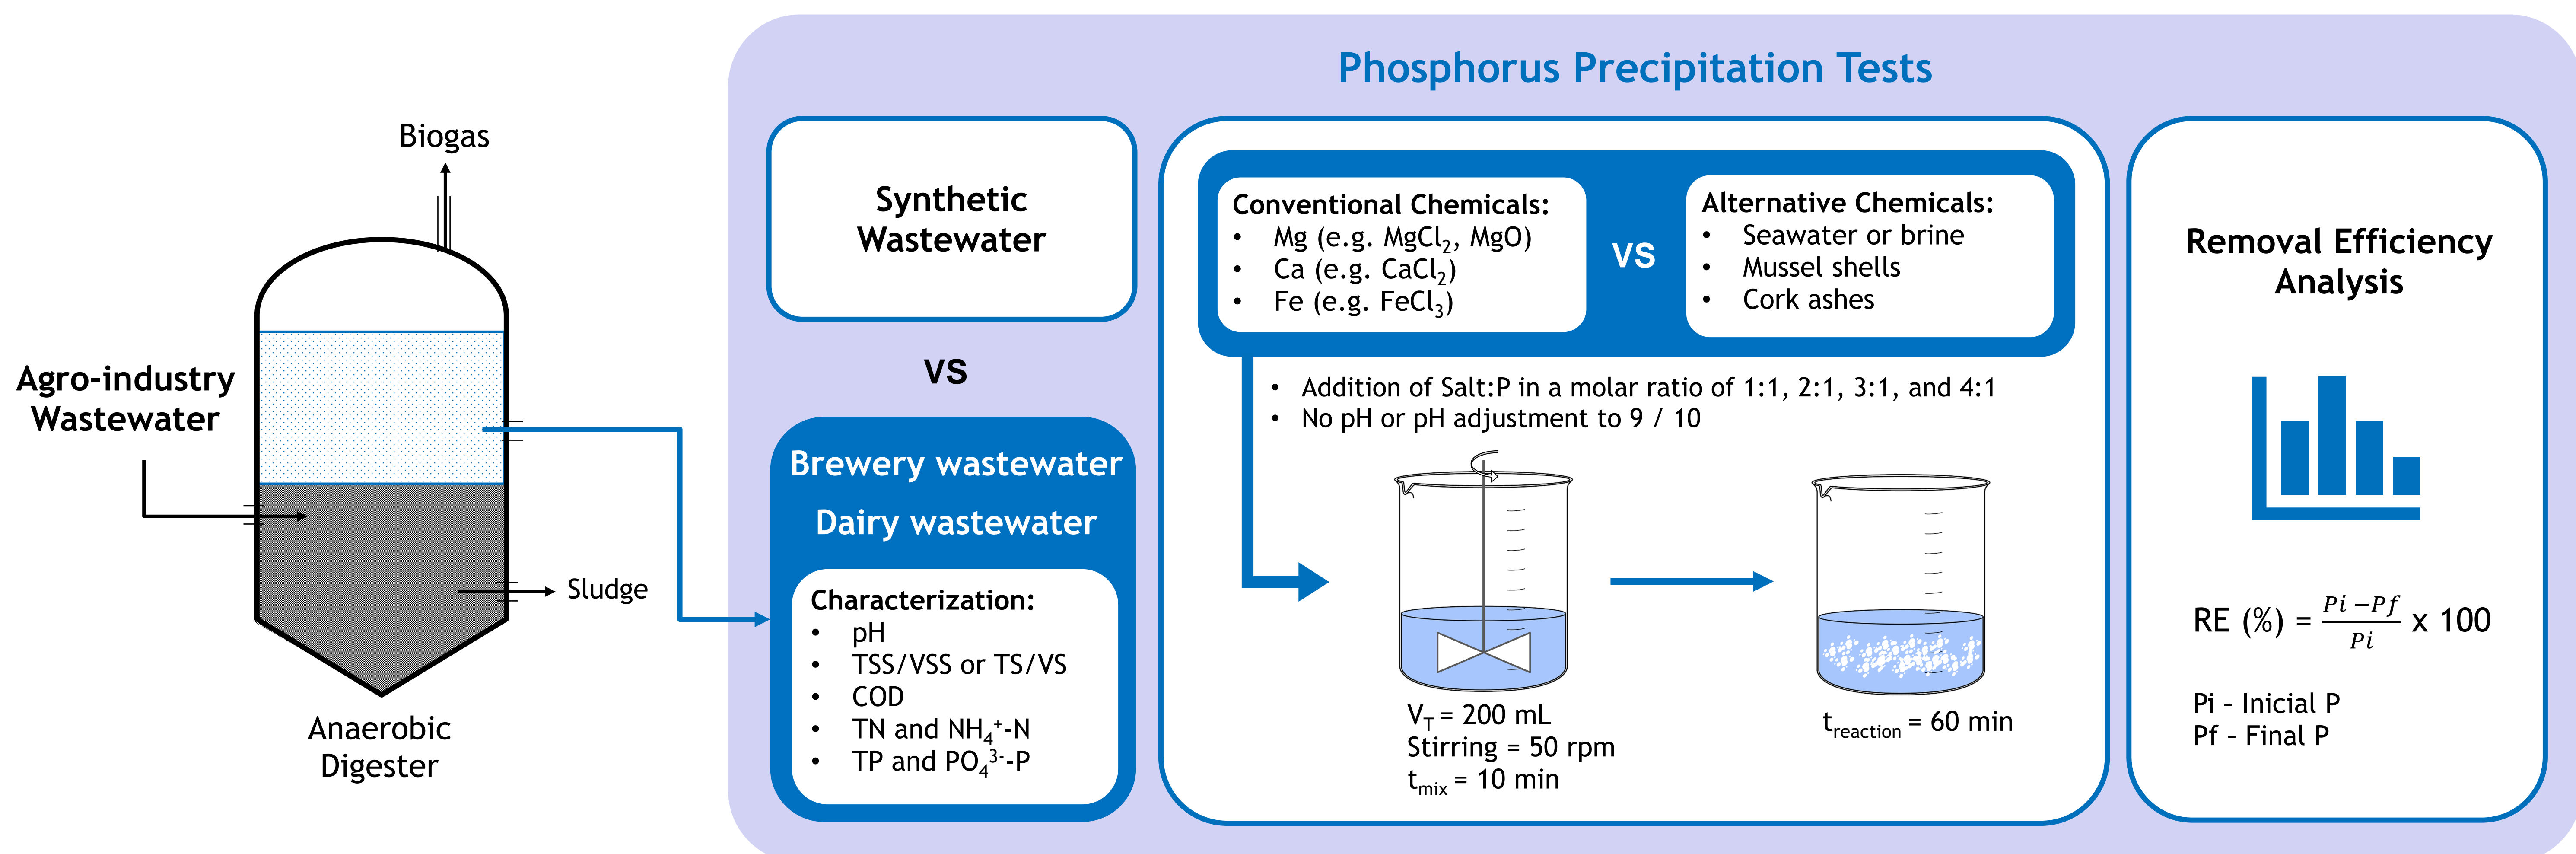 Phosphorus Precipitation Tests
Biogas
Agro-industry
Wastewater
Sludge
Anaerobic
Digester
Synthetic
Wastewater
VS
Brewery wastewater
Dairy wastewater
Characterization:
• pH
• TSS/VSS or TS/VS
• COD
• TN and NH₄⁺-N
• TP and PO₄³⁻-P
Conventional Chemicals:
• Mg (e.g. MgCl₂, MgO)
• Ca (e.g. CaCl₂)
• Fe (e.g. FeCl₃)
VS
Alternative Chemicals:
• Seawater or brine
• Mussel shells
• Cork ashes
• Addition of Salt:P in a molar ratio of 1:1, 2:1, 3:1, and 4:1
• No pH or pH adjustment to 9 / 10
V_T = 200 mL
Stirring = 50 rpm
t_mix = 10 min
t_reaction = 60 min
Removal Efficiency
Analysis
RE (%) = (Pi −Pf)/Pi x 100
Pi – Inicial P
Pf – Final P